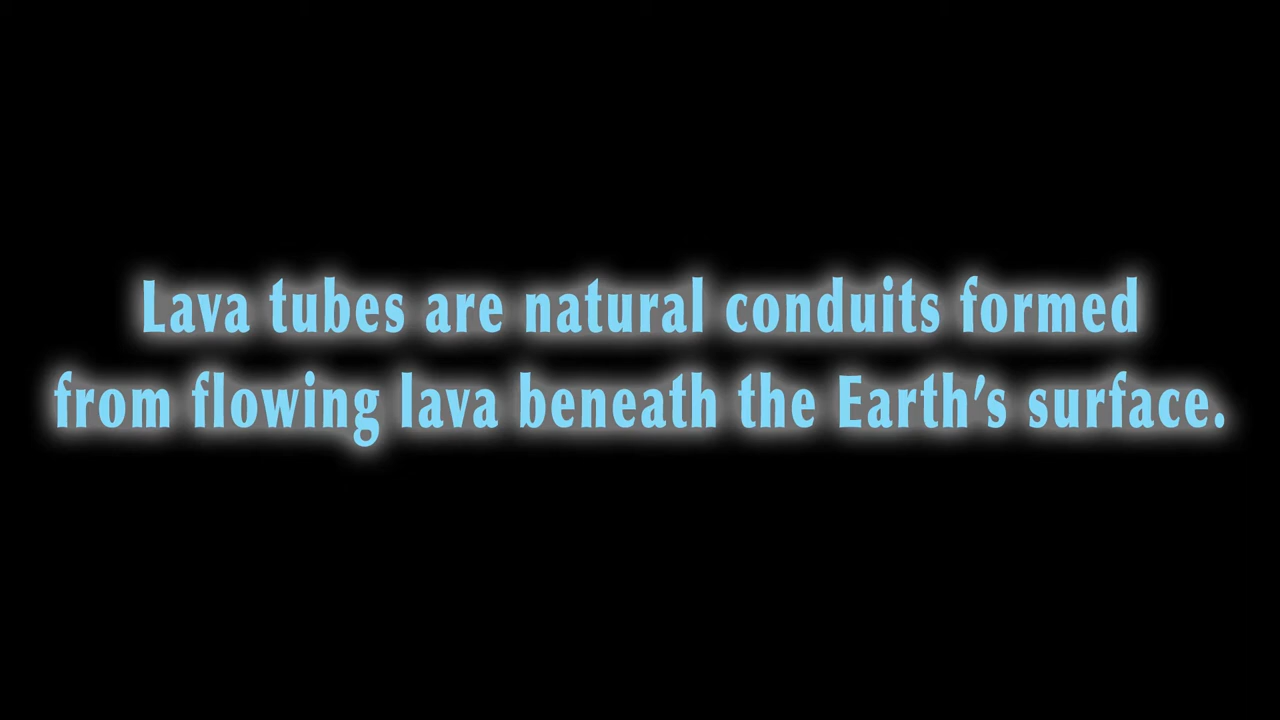 Lava tubes are natural conduits formed
from flowing lava beneath the Earth’s surface.